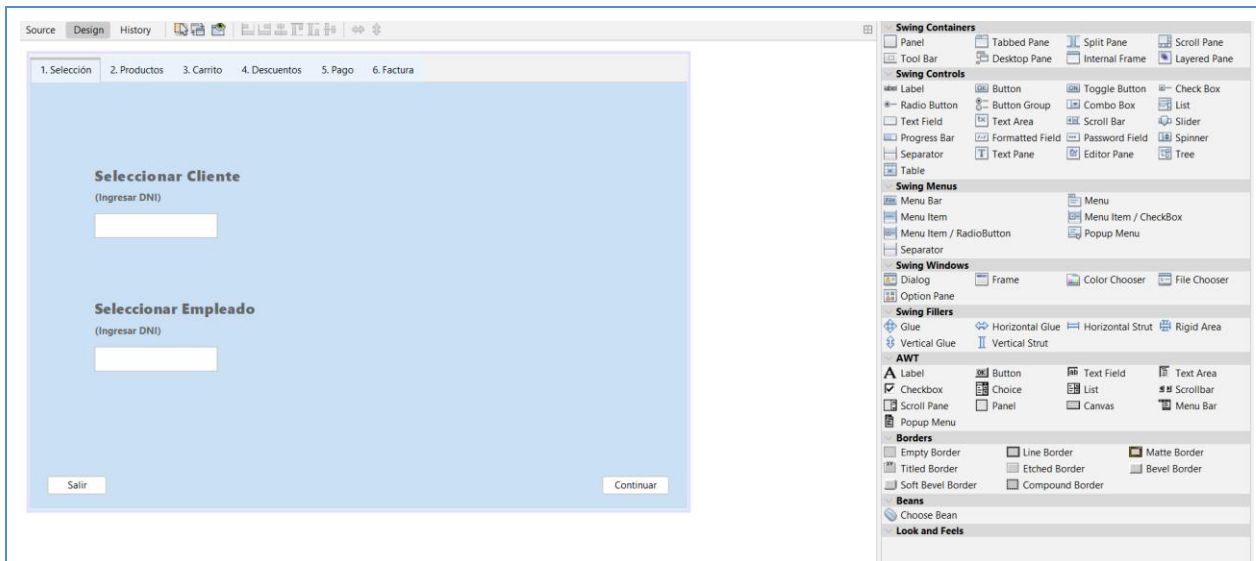 Source Design History
1. Selección 2. Productos 3. Carrito 4. Descuentos 5. Pago 6. Factura
Seleccionar Cliente
(Ingresar DNI)
Seleccionar Empleado
(Ingresar DNI)
Salir Continuar
Swing Containers
Panel Tabbed Pane Split Pane Scroll Pane
Tool Bar Desktop Pane Internal Frame Layered Pane
Swing Controls
label Label Button Toggle Button Check Box
Radio Button Button Group Combo Box List
Text Field Text Area Scroll Bar Slider
Progress Bar Formatted Field Password Field Spinner
Separator Text Pane Editor Pane Tree
Table
Swing Menus
Menu Bar Menu
Menu Item Menu Item / CheckBox
Menu Item / RadioButton Popup Menu
Separator
Swing Windows
Dialog Frame Color Chooser File Chooser
Option Pane
Swing Fillers
Glue Horizontal Glue Horizontal Strut Rigid Area
Vertical Glue Vertical Strut
AWT
Label Button Text Field Text Area
Checkbox Choice List Scrollbar
Scroll Pane Panel Canvas Menu Bar
Popup Menu
Borders
Empty Border Line Border Matte Border
Titled Border Etched Border Bevel Border
Soft Bevel Border Compound Border
Beans
Choose Bean
Look and Feels